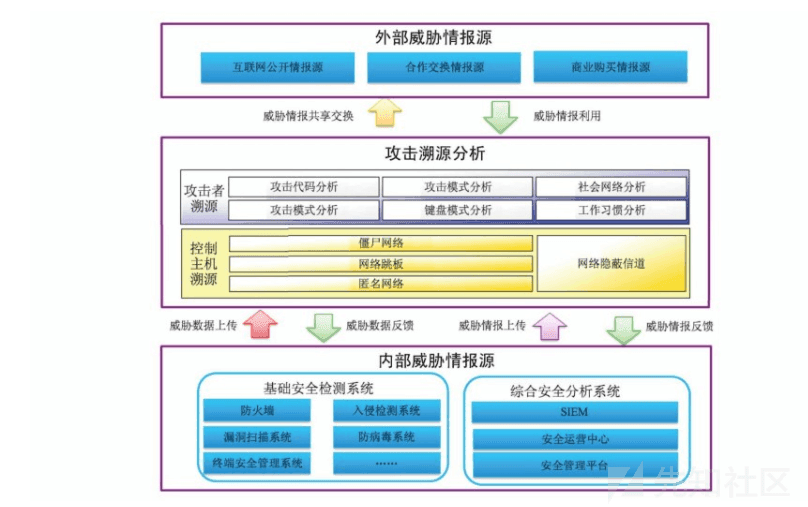 外部威胁情报源
互联网公开情报源 合作交换情报源 商业购买情报源
威胁情报共享交换 威胁情报利用
攻击溯源分析
攻击者
溯源
攻击代码分析 攻击模式分析 社会网络分析
攻击模式分析 键盘模式分析 工作习惯分析
控制
主机
溯源
僵尸网络
网络跳板
匿名网络
网络隐蔽信道
威胁数据上传 威胁数据反馈 威胁情报上传 威胁情报反馈
内部威胁情报源
基础安全检测系统
防火墙 入侵检测系统
漏洞扫描系统 防病毒系统
终端安全管理系统 ……
综合安全分析系统
SIEM
安全运营中心
安全管理平台
先知社区